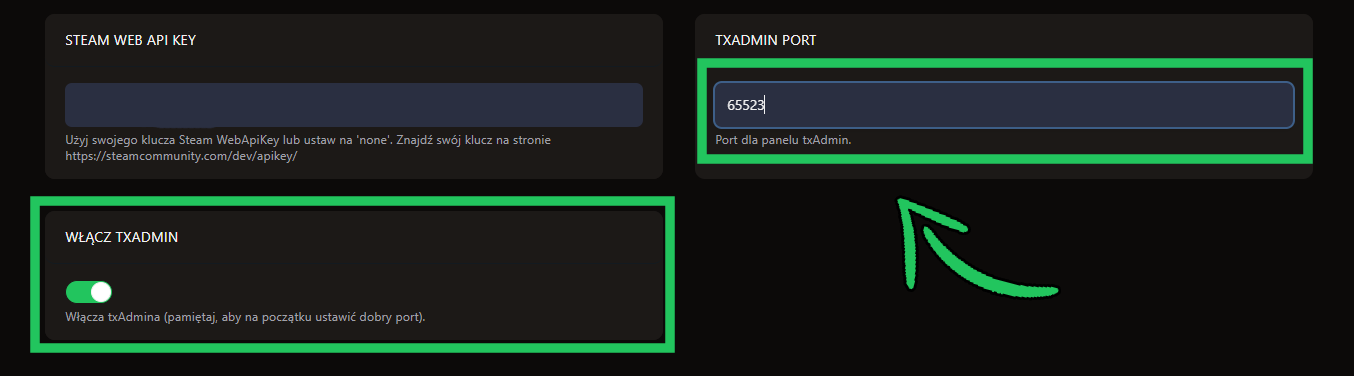 STEAM WEB API KEY
Użyj swojego klucza Steam WebApiKey lub ustaw na 'none'. Znajdź swój klucz na stronie
https://steamcommunity.com/dev/apikey/
TXADMIN PORT
65523
Port dla panelu txAdmin.
WŁĄCZ TXADMIN
Włącza txAdmina (pamiętaj, aby na początku ustawić dobry port).